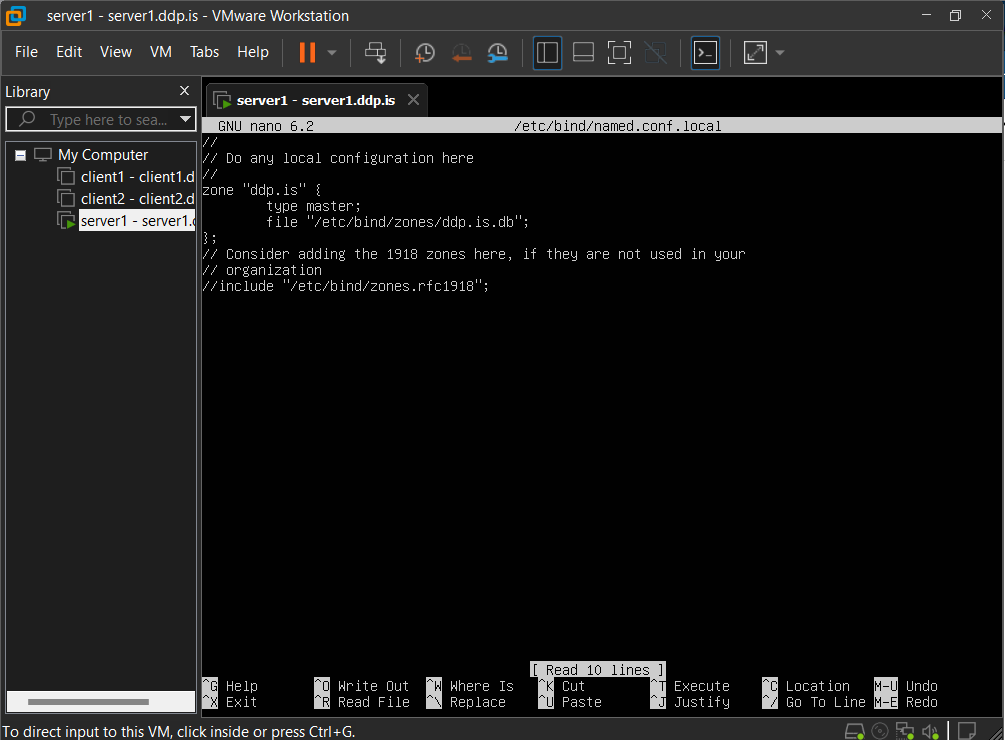 server1 - server1.ddp.is - VMware Workstation
File Edit View VM Tabs Help
Library
Type here to sea...
My Computer
client1 - client1.d
client2 - client2.d
server1 - server1.
server1 - server1.ddp.is
GNU nano 6.2 /etc/bind/named.conf.local
//
// Do any local configuration here
//
zone "ddp.is" {
type master;
file "/etc/bind/zones/ddp.is.db";
};
// Consider adding the 1918 zones here, if they are not used in your
// organization
//include "/etc/bind/zones.rfc1918";
[ Read 10 lines ]
^G Help ^O Write Out ^W Where Is ^K Cut ^T Execute ^C Location M-U Undo
^X Exit ^R Read File ^\ Replace ^U Paste ^J Justify ^/ Go To Line M-E Redo
To direct input to this VM, click inside or press Ctrl+G.